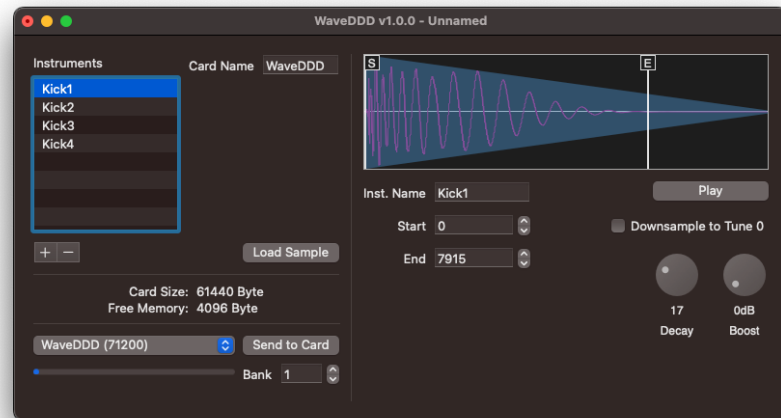 WaveDDD v1.0.0 - Unnamed
Instruments
Card Name WaveDDD
Kick1
Kick2
Kick3
Kick4
+ −
Load Sample
Card Size: 61440 Byte
Free Memory: 4096 Byte
WaveDDD (71200)
Send to Card
Bank 1
S
E
Inst. Name Kick1
Play
Start 0
Downsample to Tune 0
End 7915
17
0dB
Decay
Boost